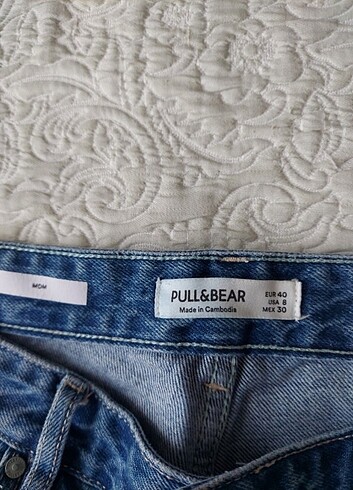 MOM
PULL&BEAR
Made in Cambodia
EUR 40
USA 8
MEX 30